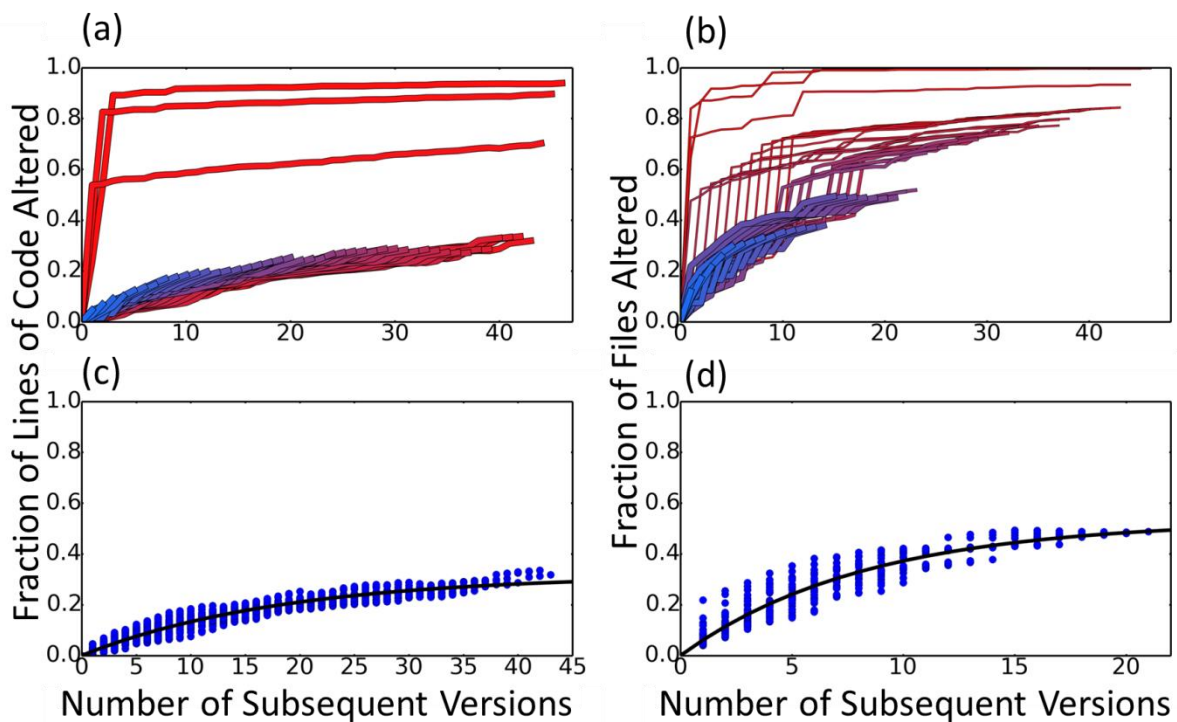 (a)
(b)
Fraction of Lines of Code Altered
Fraction of Files Altered
1.0
0.8
0.6
0.4
0.2
0.0
0 10 20 30 40
1.0
0.8
0.6
0.4
0.2
0.0
0 10 20 30 40
(c)
(d)
1.0
0.8
0.6
0.4
0.2
0.0
0 5 10 15 20 25 30 35 40 45
1.0
0.8
0.6
0.4
0.2
0.0
0 5 10 15 20
Number of Subsequent Versions
Number of Subsequent Versions